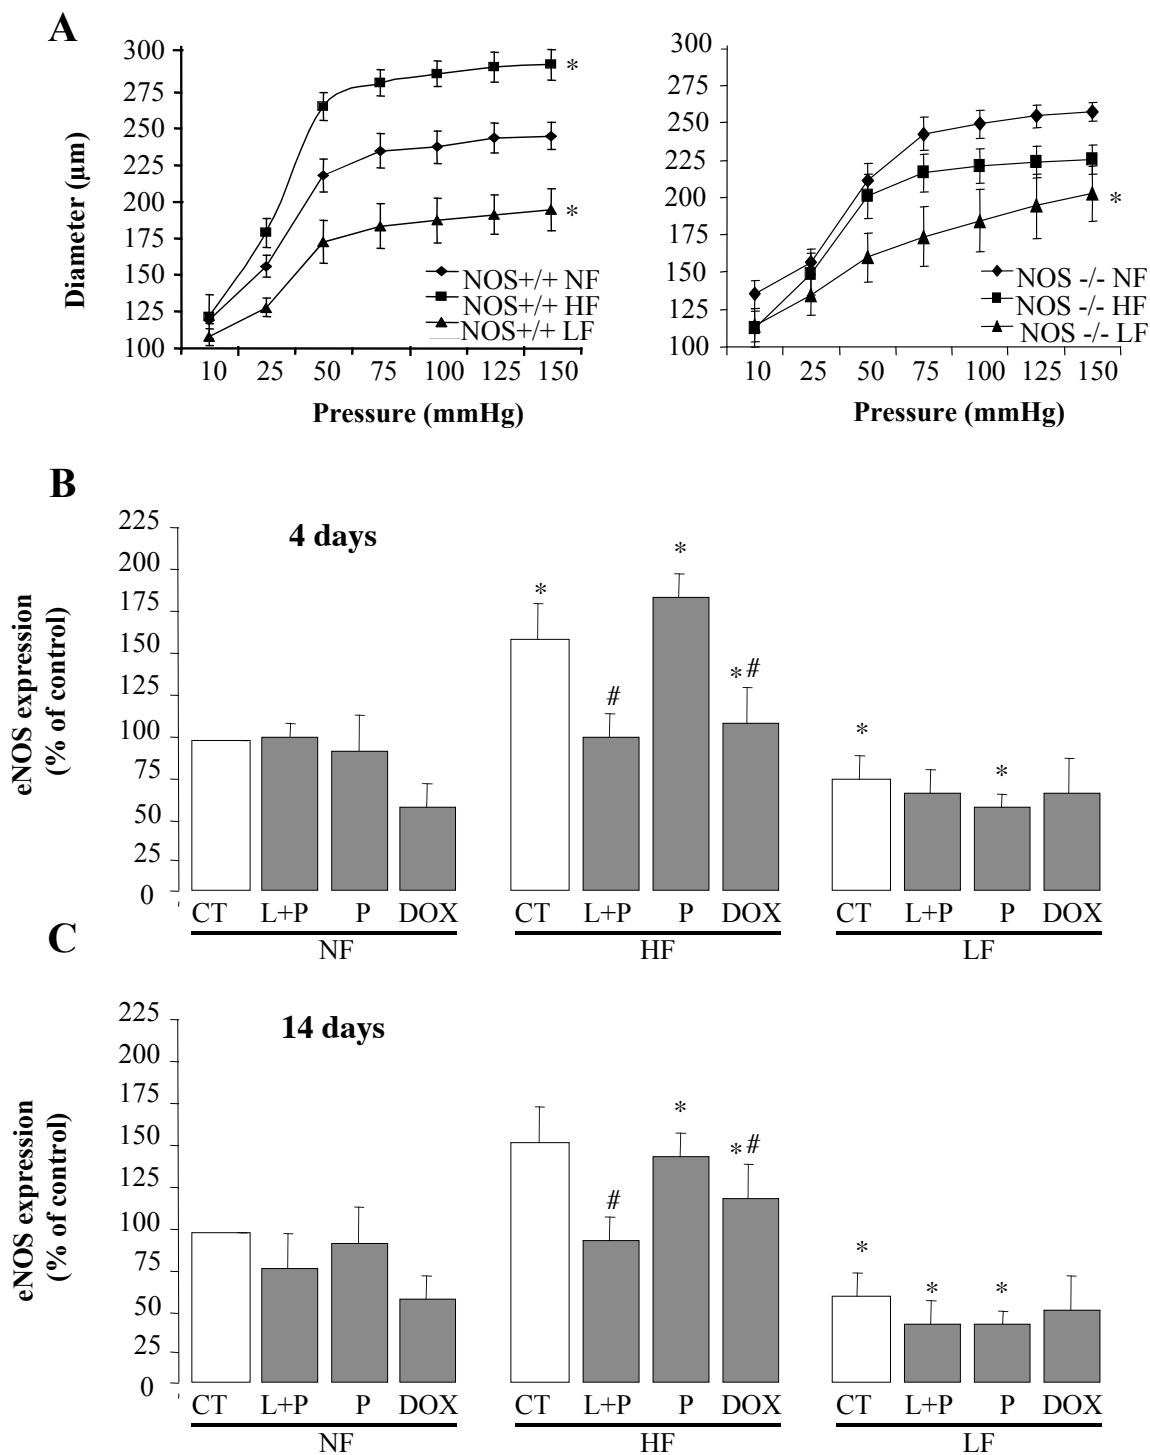 A
300
275
250
225
200
175
150
125
100
Diameter (µm)
*
*
NOS+/+ NF
NOS+/+ HF
NOS+/+ LF
10 25 50 75 100 125 150
Pressure (mmHg)
300
275
250
225
200
175
150
125
100
*
NOS -/- NF
NOS -/- HF
NOS -/- LF
10 25 50 75 100 125 150
Pressure (mmHg)
B
4 days
225
200
175
150
125
100
75
50
25
0
eNOS expression
(% of control)
* # * *# * *
CT L+P P DOX CT L+P P DOX CT L+P P DOX
NF HF LF
C
14 days
225
200
175
150
125
100
75
50
25
0
eNOS expression
(% of control)
# * *# * * *
CT L+P P DOX CT L+P P DOX CT L+P P DOX
NF HF LF